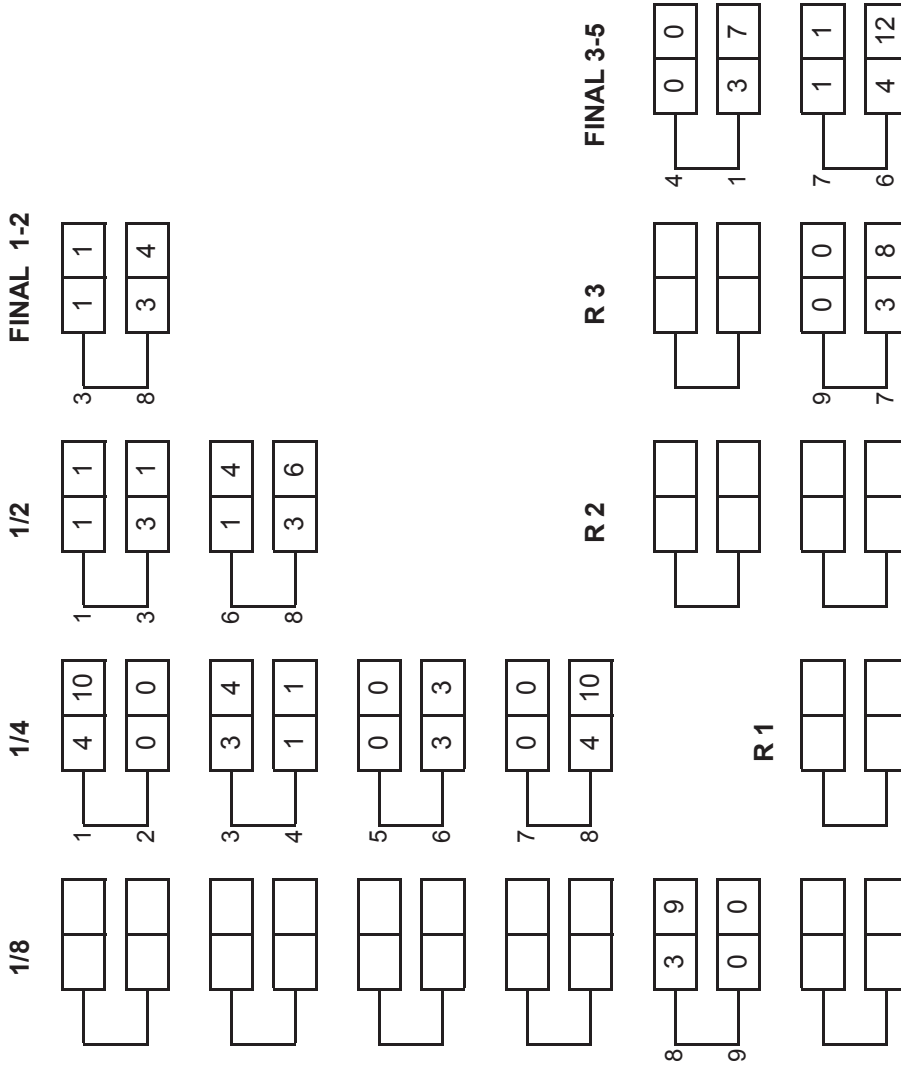 1/8 1/4 1/2 FINAL 1-2
1 4 10 1 1 1 3 1 1
2 0 0 3 3 1 8 3 4
3 3 4 6 1 4
4 1 1 8 3 6
5 0 0
6 3 3
7 0 0
8 4 10
R 2 R 3 FINAL 3-5
8 3 9 4 0 0
9 0 0 1 3 7
R 1
9 0 0 7 1 1
7 3 8 6 4 12